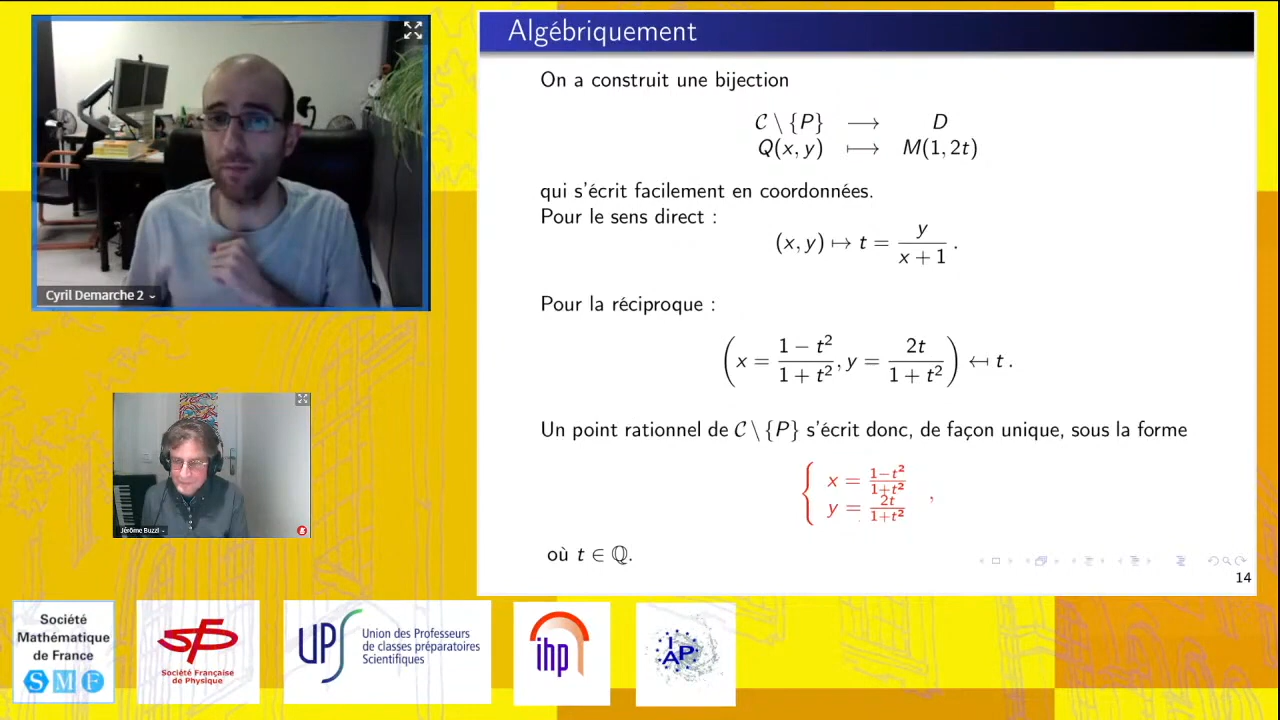 Algébriquement
On a construit une bijection
𝒞 \ {P} ⟶ D
Q(x, y) ⟼ M(1, 2t)
qui s'écrit facilement en coordonnées.
Pour le sens direct :
(x, y) ↦ t = y / (x + 1) .
Pour la réciproque :
(x = (1 − t²) / (1 + t²), y = 2t / (1 + t²)) ↤ t .
Un point rationnel de 𝒞 \ {P} s'écrit donc, de façon unique, sous la forme
{ x = (1−t²) / (1+t²)
y = 2t / (1+t²) ,
où t ∈ ℚ.
14
Cyril Demarche 2
Jérôme Buzzi
Société
Mathématique
de France
S M F
sfp
Société Française
de Physique
UPS
Union des Professeurs
de classes préparatoires
Scientifiques
ihp
IAP